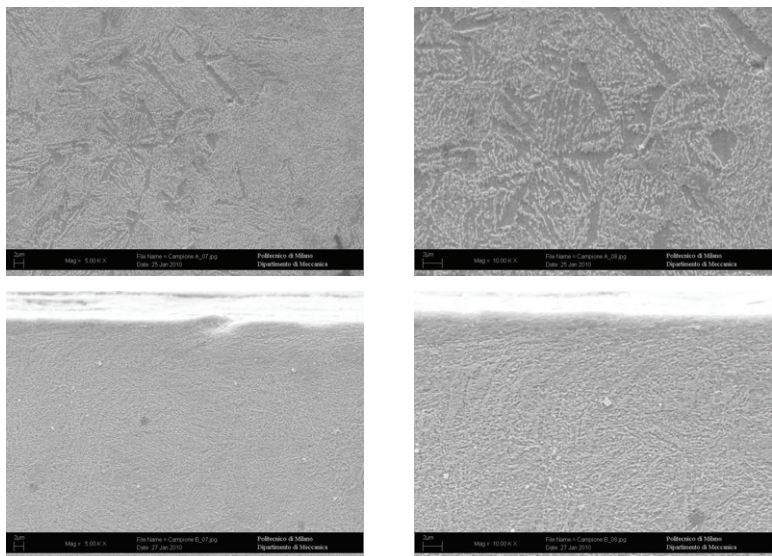 2µm Mag = 5.00 K X File Name = Campione A_07.jpg Politecnico di Milano
Date :25 Jan 2010 Dipartimento di Meccanica
2µm Mag = 10.00 K X File Name = Campione A_08.jpg Politecnico di Milano
Date :25 Jan 2010 Dipartimento di Meccanica
2µm Mag = 5.00 K X File Name = Campione B_07.jpg Politecnico di Milano
Date :27 Jan 2010 Dipartimento di Meccanica
2µm Mag = 10.00 K X File Name = Campione B_08.jpg Politecnico di Milano
Date :27 Jan 2010 Dipartimento di Meccanica